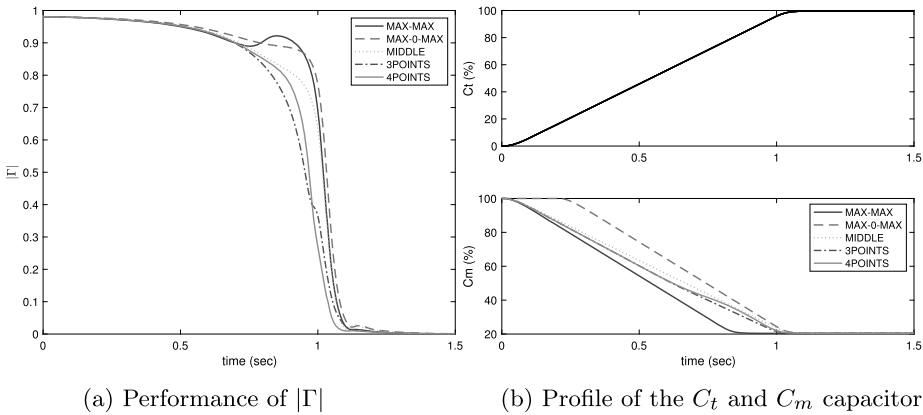 1
0.9
0.8
0.7
0.6
0.5
0.4
0.3
0.2
0.1
0
|Γ|
0
0.5
1
1.5
time (sec)
MAX-MAX
MAX-0-MAX
MIDDLE
3POINTS
4POINTS
(a) Performance of |Γ|
100
80
60
40
20
0
Ct (%)
0
0.5
1
1.5
100
80
60
40
20
Cm (%)
0
0.5
1
1.5
time (sec)
MAX-MAX
MAX-0-MAX
MIDDLE
3POINTS
4POINTS
(b) Profile of the Ct and Cm capacitor